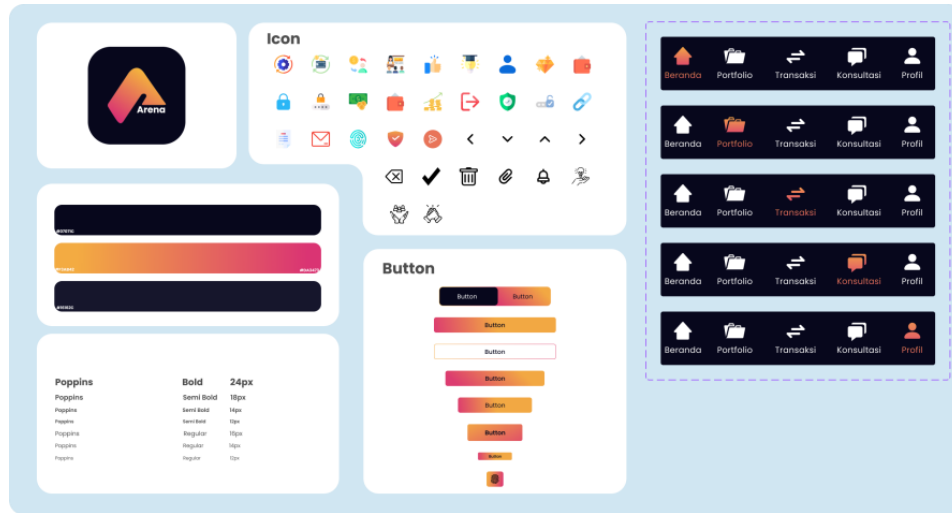 Arena
Icon
Button
Button Button
Button
Button
Button
Button
Button
Button
Poppins Bold 24px
Poppins Semi Bold 18px
Poppins Semi Bold 14px
Poppins Semi Bold 12px
Poppins Regular 16px
Poppins Regular 14px
Poppins Regular 12px
Beranda Portfolio Transaksi Konsultasi Profil
Beranda Portfolio Transaksi Konsultasi Profil
Beranda Portfolio Transaksi Konsultasi Profil
Beranda Portfolio Transaksi Konsultasi Profil
Beranda Portfolio Transaksi Konsultasi Profil